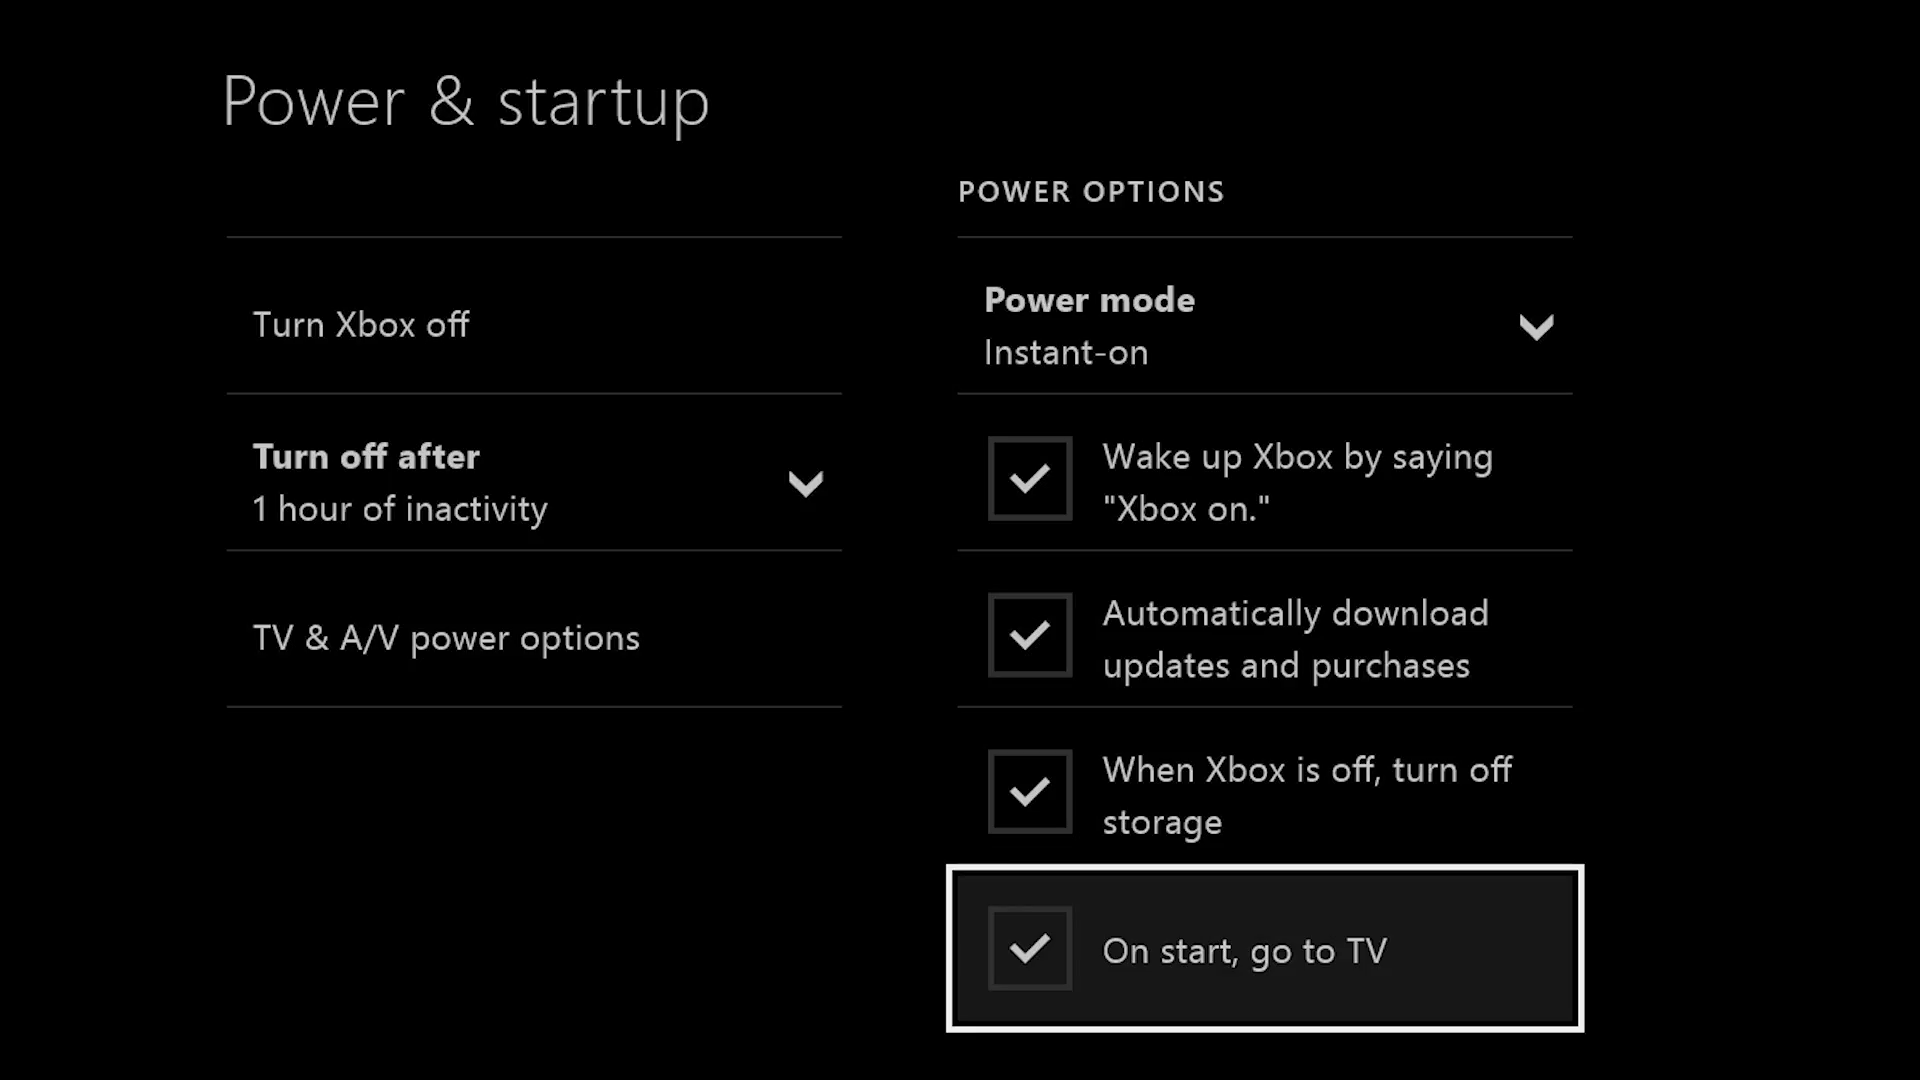 Power & startup
Turn Xbox off
Turn off after
1 hour of inactivity
TV & A/V power options
POWER OPTIONS
Power mode
Instant-on
Wake up Xbox by saying
"Xbox on."
Automatically download
updates and purchases
When Xbox is off, turn off
storage
On start, go to TV